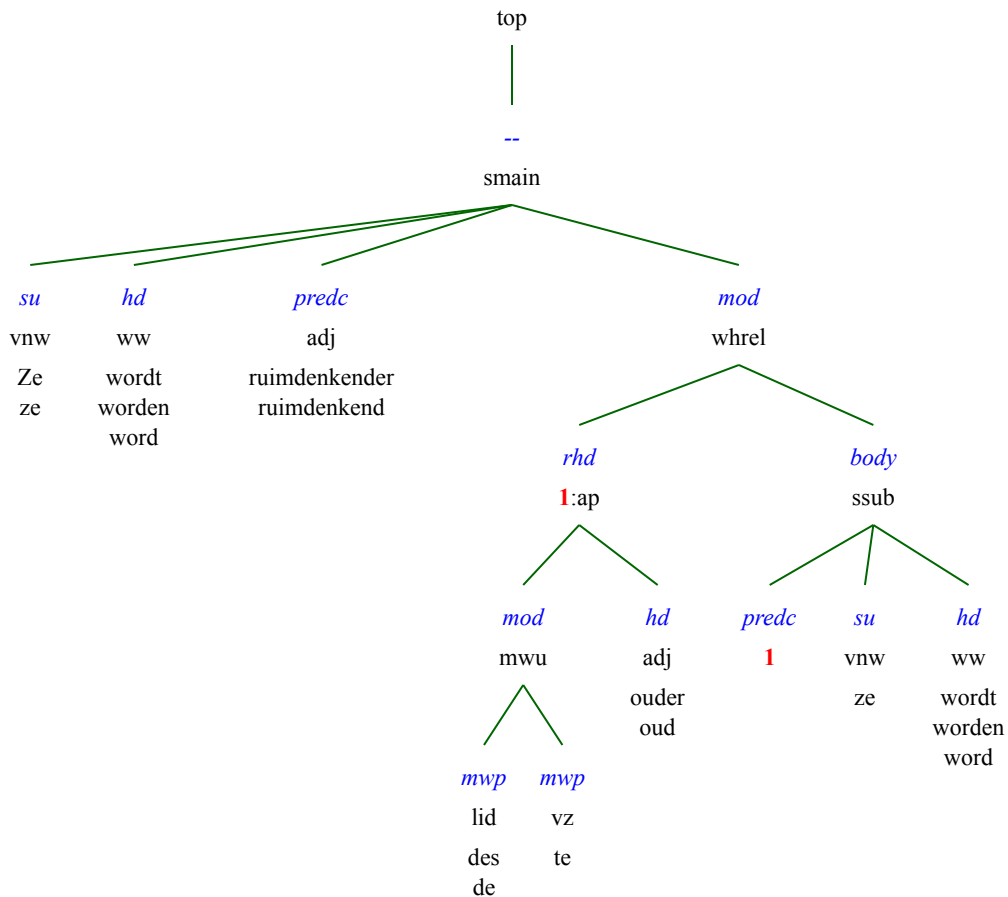 top
--
smain
su hd predc mod
vnw ww adj whrel
Ze wordt ruimdenkender
ze worden ruimdenkend
word
rhd body
1:ap ssub
mod hd predc su hd
mwu adj 1 vnw ww
ouder ze wordt
oud worden
word
mwp mwp
lid vz
des te
de